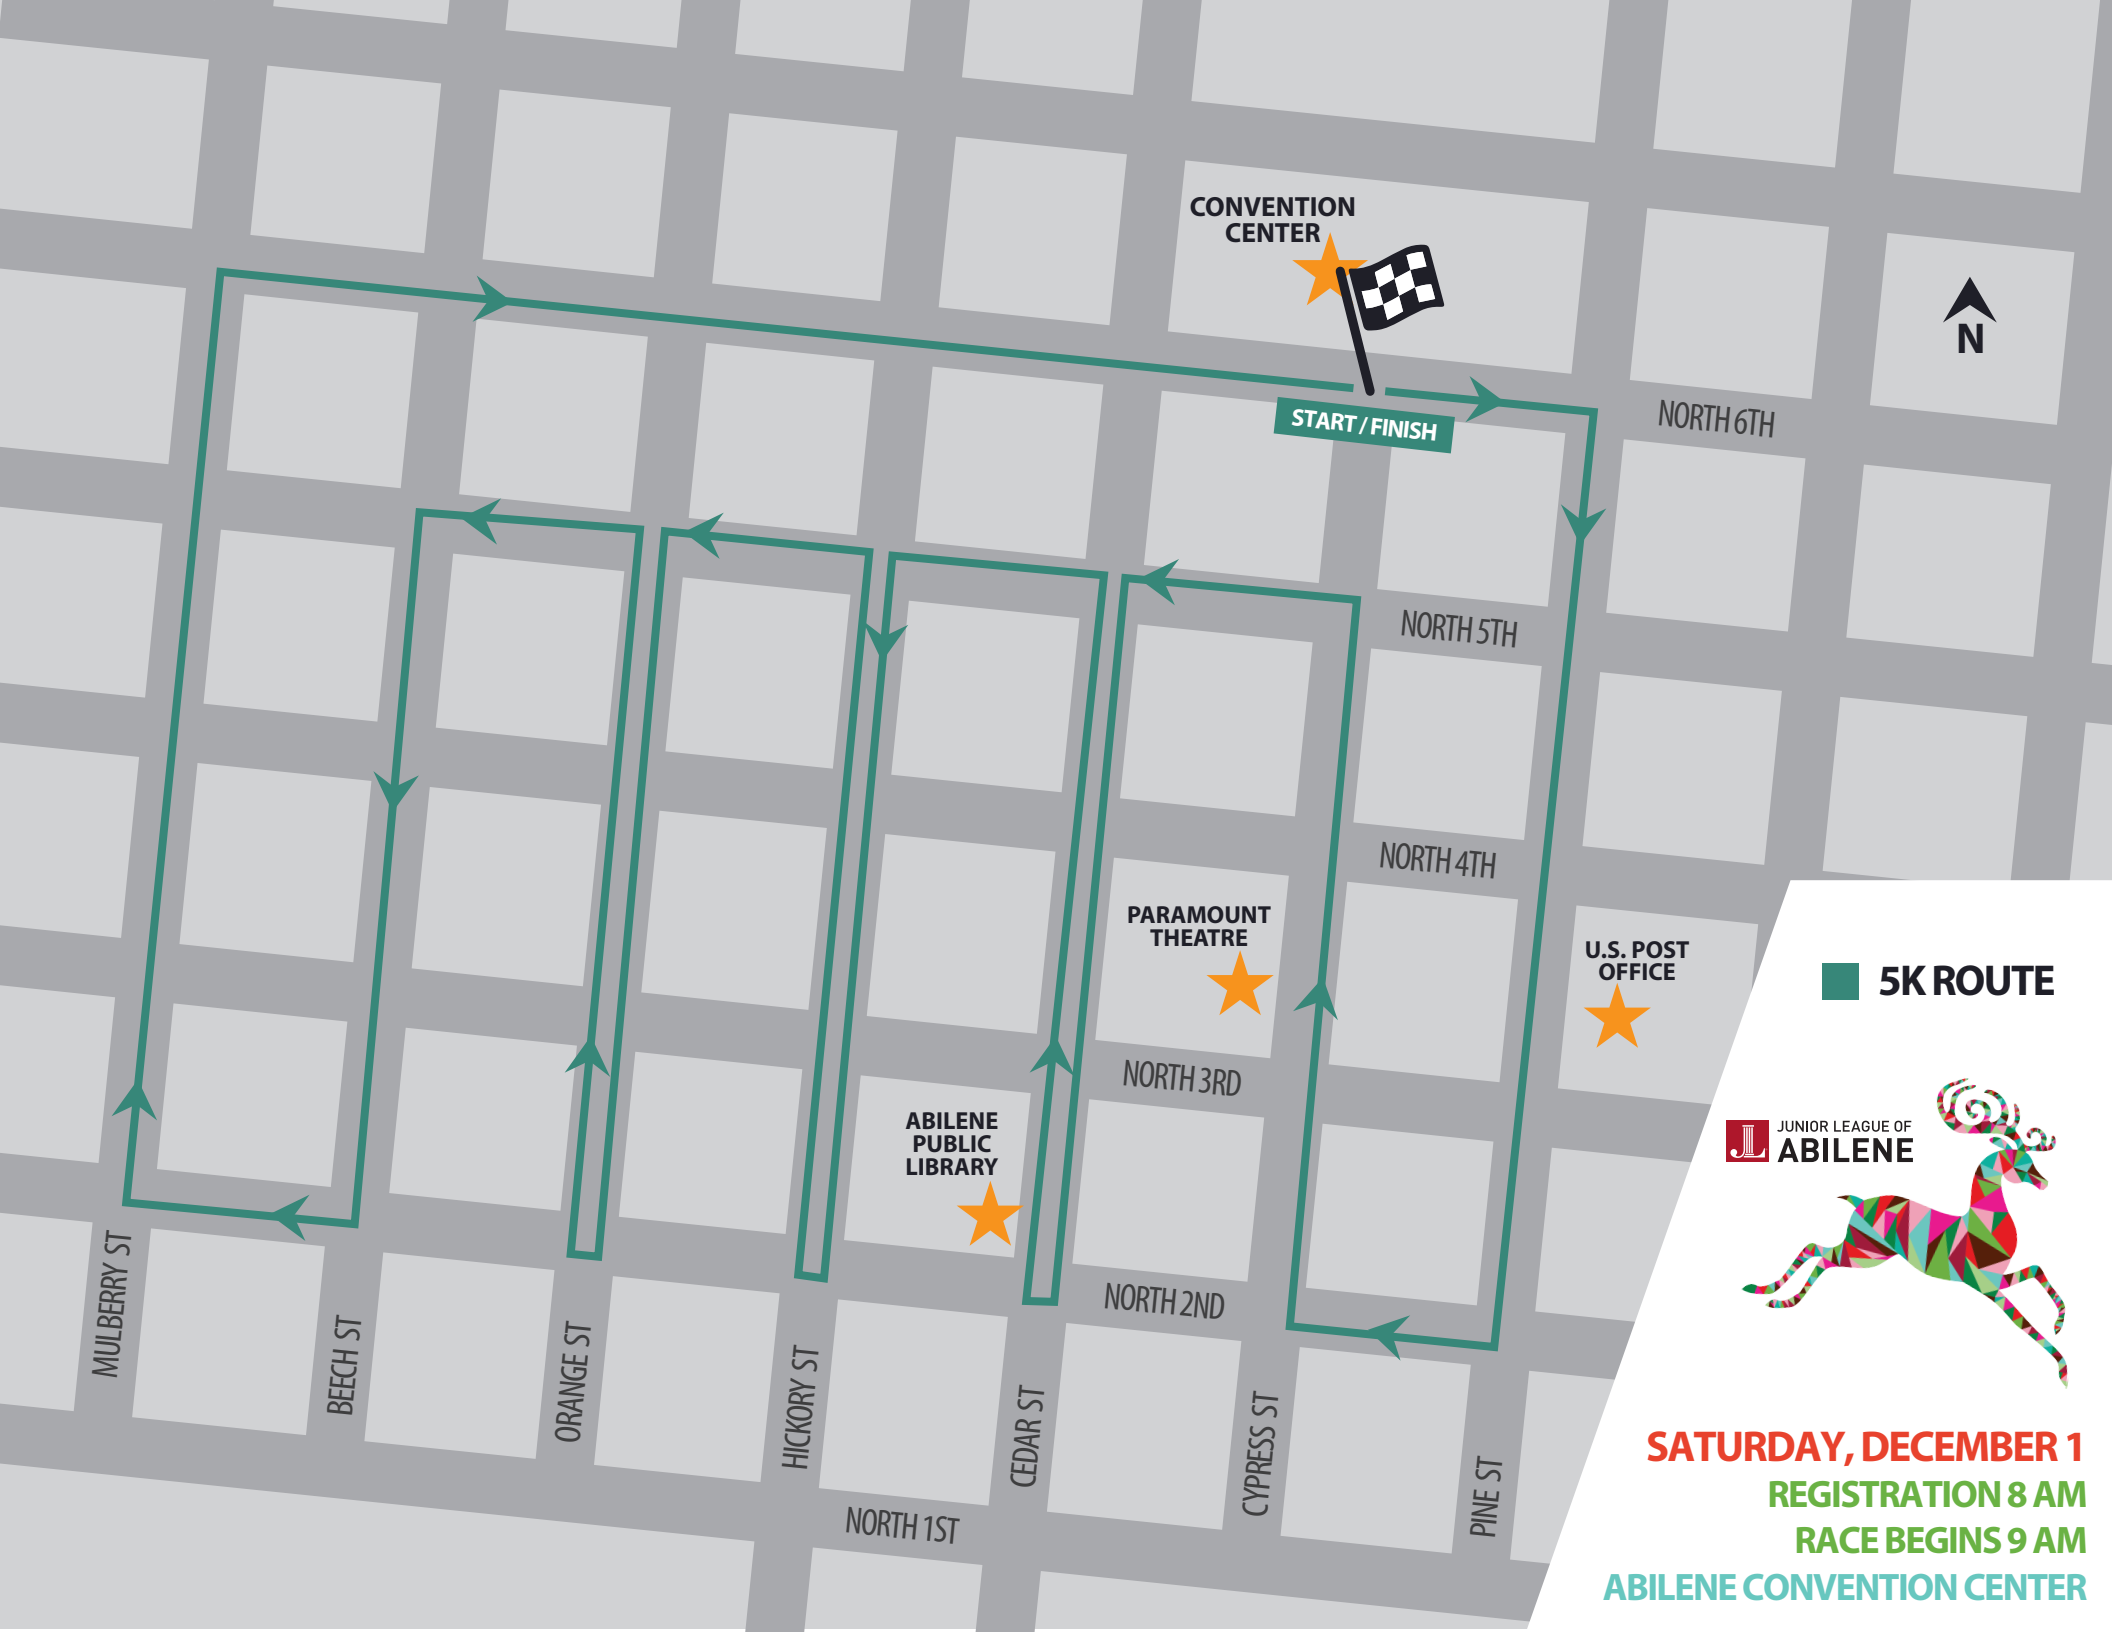 CONVENTION
CENTER
START / FINISH
N
NORTH 6TH
NORTH 5TH
NORTH 4TH
PARAMOUNT
THEATRE
U.S. POST
OFFICE
5K ROUTE
NORTH 3RD
ABILENE
PUBLIC
LIBRARY
JL
JUNIOR LEAGUE OF
ABILENE
NORTH 2ND
MULBERRY ST
BEECH ST
ORANGE ST
HICKORY ST
CEDAR ST
CYPRESS ST
PINE ST
NORTH 1ST
SATURDAY, DECEMBER 1
REGISTRATION 8 AM
RACE BEGINS 9 AM
ABILENE CONVENTION CENTER